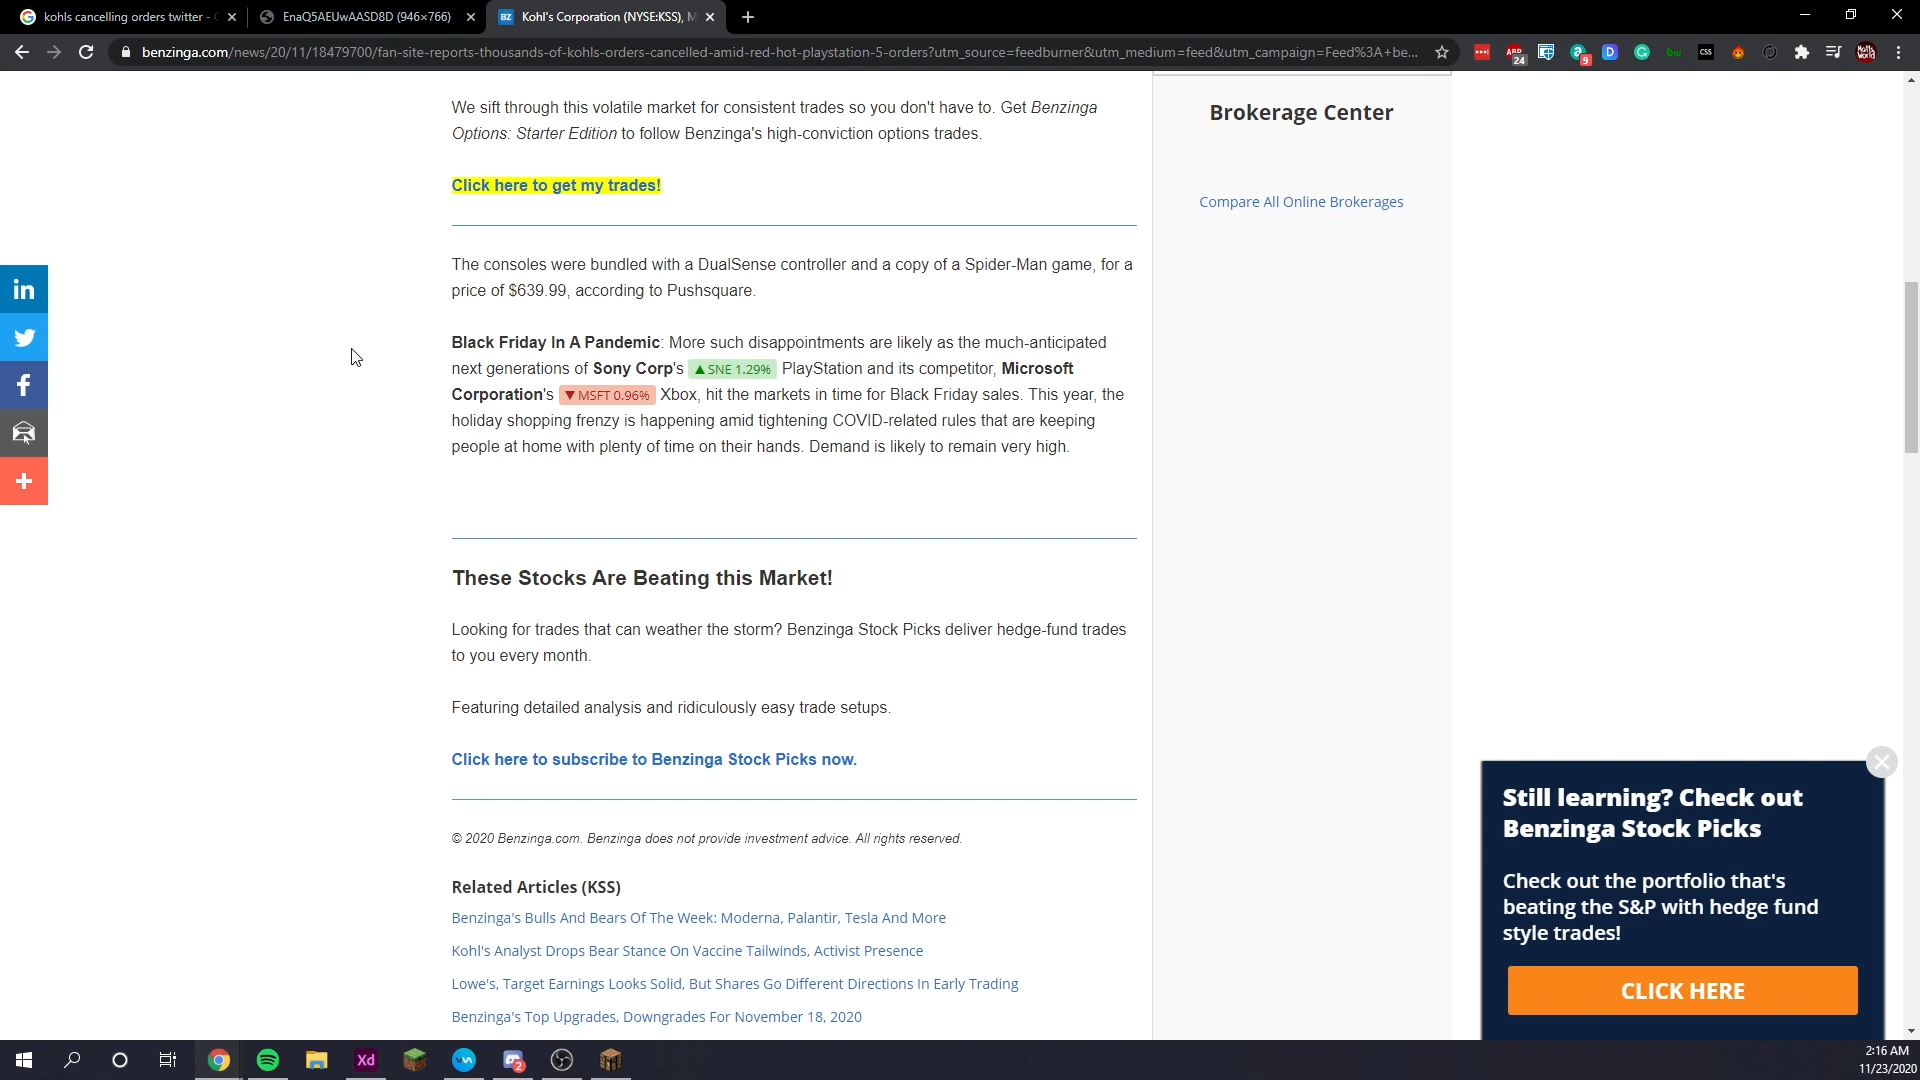 kohls cancelling orders twitter -
EnaQ5AEUwAASD8D (946×766)
BZ
Kohl's Corporation (NYSE:KSS), M
benzinga.com/news/20/11/18479700/fan-site-reports-thousands-of-kohls-orders-cancelled-amid-red-hot-playstation-5-orders?utm_source=feedburner&utm_medium=feed&utm_campaign=Feed%3A+be...
ABP
24
a
9
D
G
bw
CSS
We sift through this volatile market for consistent trades so you don't have to. Get Benzinga
Options: Starter Edition to follow Benzinga's high-conviction options trades.
Click here to get my trades!
The consoles were bundled with a DualSense controller and a copy of a Spider-Man game, for a
price of $639.99, according to Pushsquare.
Black Friday In A Pandemic: More such disappointments are likely as the much-anticipated
next generations of Sony Corp's ▲ SNE 1.29% PlayStation and its competitor, Microsoft
Corporation's ▼ MSFT 0.96% Xbox, hit the markets in time for Black Friday sales. This year, the
holiday shopping frenzy is happening amid tightening COVID-related rules that are keeping
people at home with plenty of time on their hands. Demand is likely to remain very high.
These Stocks Are Beating this Market!
Looking for trades that can weather the storm? Benzinga Stock Picks deliver hedge-fund trades
to you every month.
Featuring detailed analysis and ridiculously easy trade setups.
Click here to subscribe to Benzinga Stock Picks now.
© 2020 Benzinga.com. Benzinga does not provide investment advice. All rights reserved.
Related Articles (KSS)
Benzinga's Bulls And Bears Of The Week: Moderna, Palantir, Tesla And More
Kohl's Analyst Drops Bear Stance On Vaccine Tailwinds, Activist Presence
Lowe's, Target Earnings Looks Solid, But Shares Go Different Directions In Early Trading
Benzinga's Top Upgrades, Downgrades For November 18, 2020
Brokerage Center
Compare All Online Brokerages
Still learning? Check out
Benzinga Stock Picks
Check out the portfolio that's
beating the S&P with hedge fund
style trades!
CLICK HERE
in
f
Xd
2
2:16 AM
11/23/2020